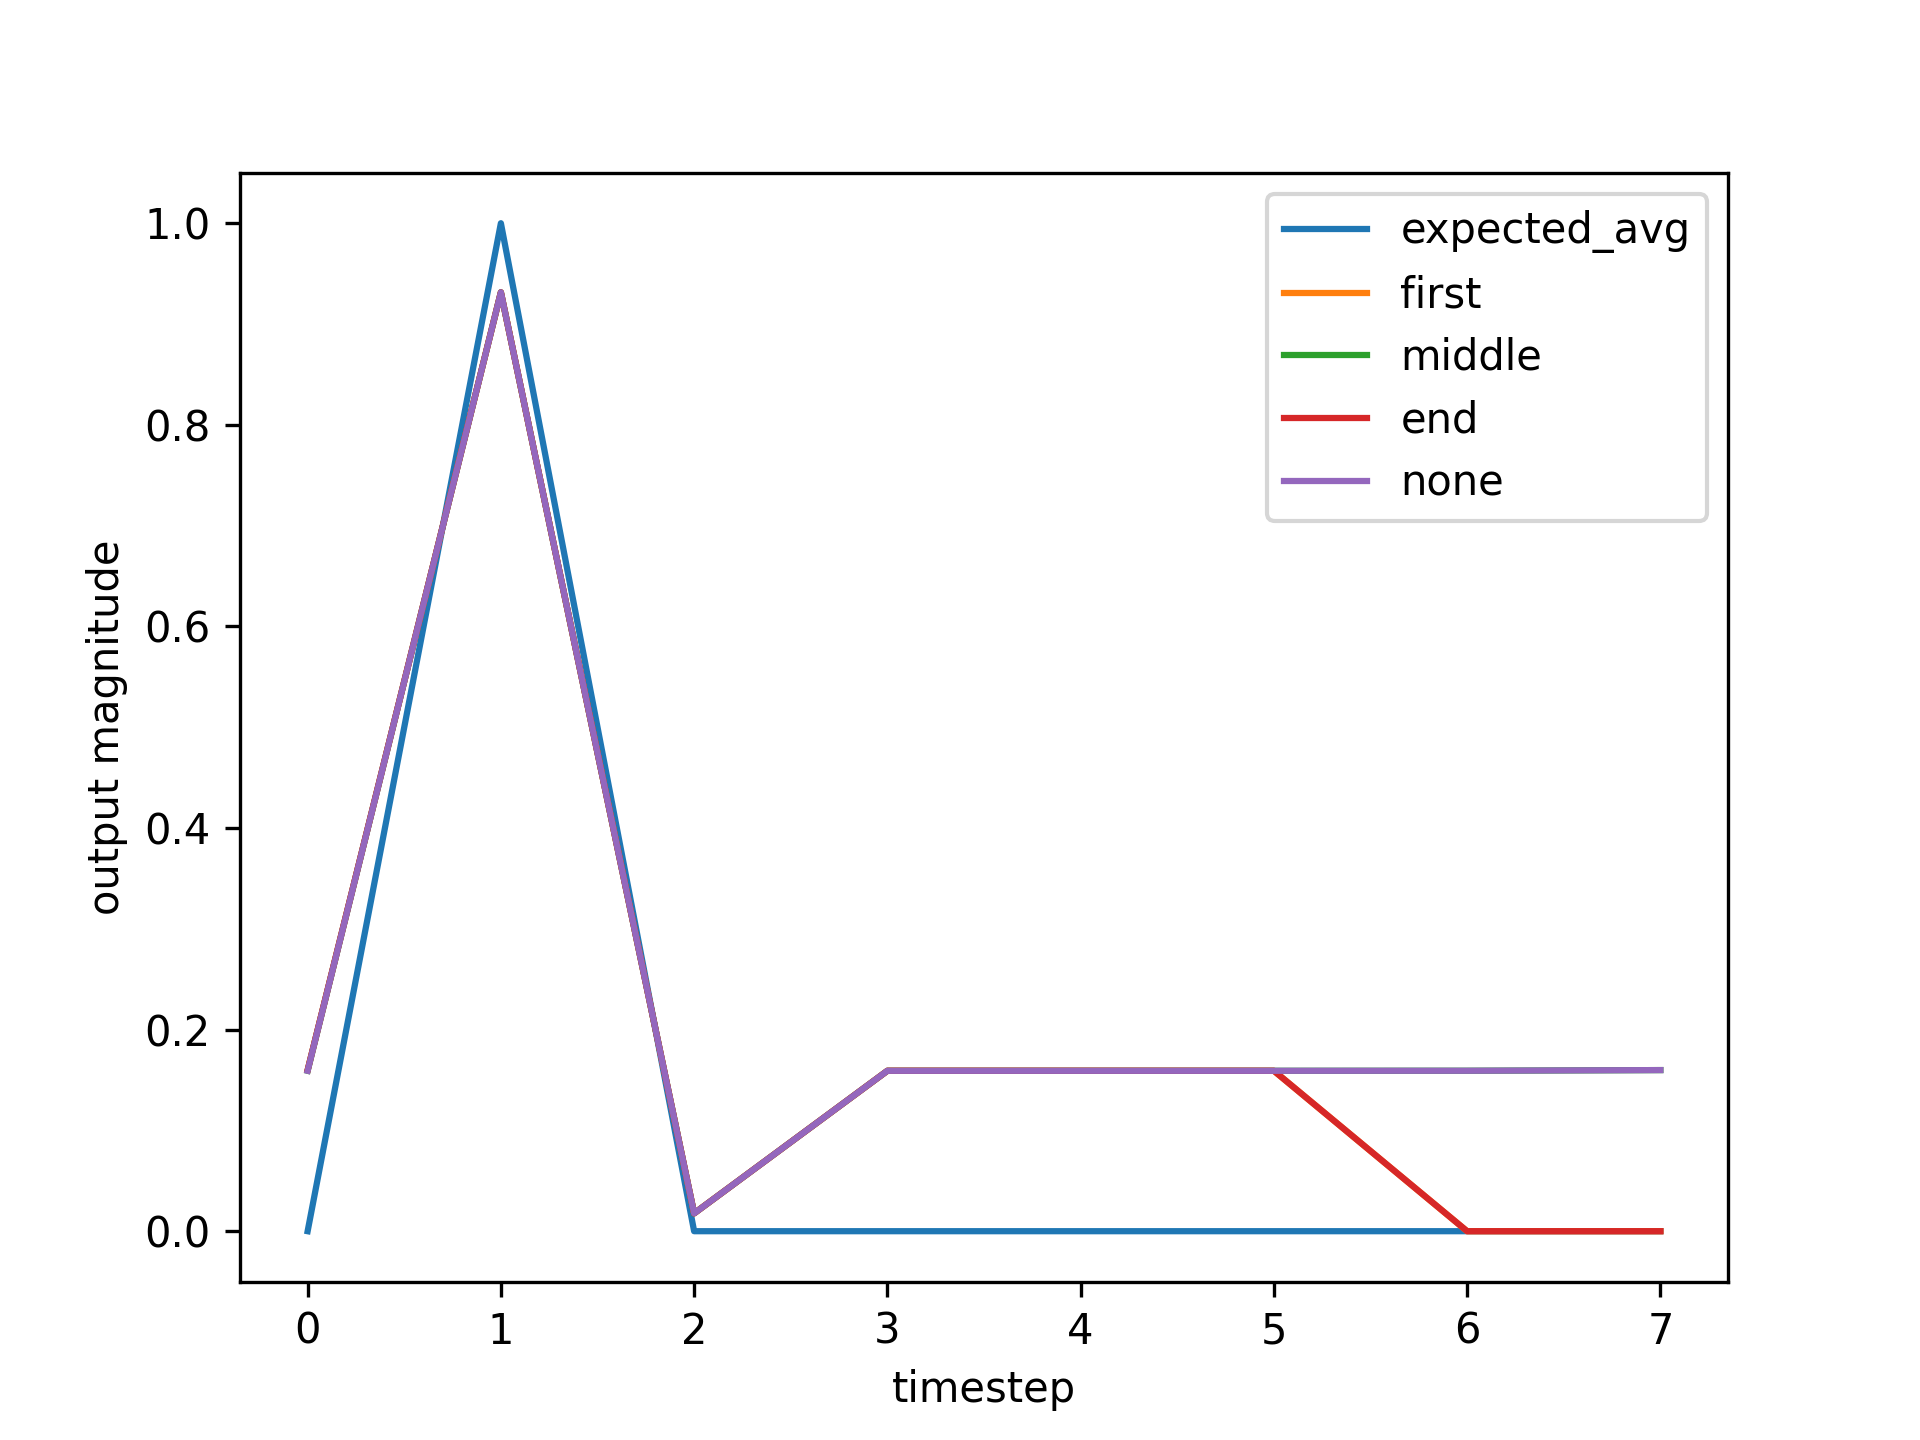 output magnitude
1.0
0.8
0.6
0.4
0.2
0.0
0 1 2 3 4 5 6 7
timestep
expected_avg
first
middle
end
none